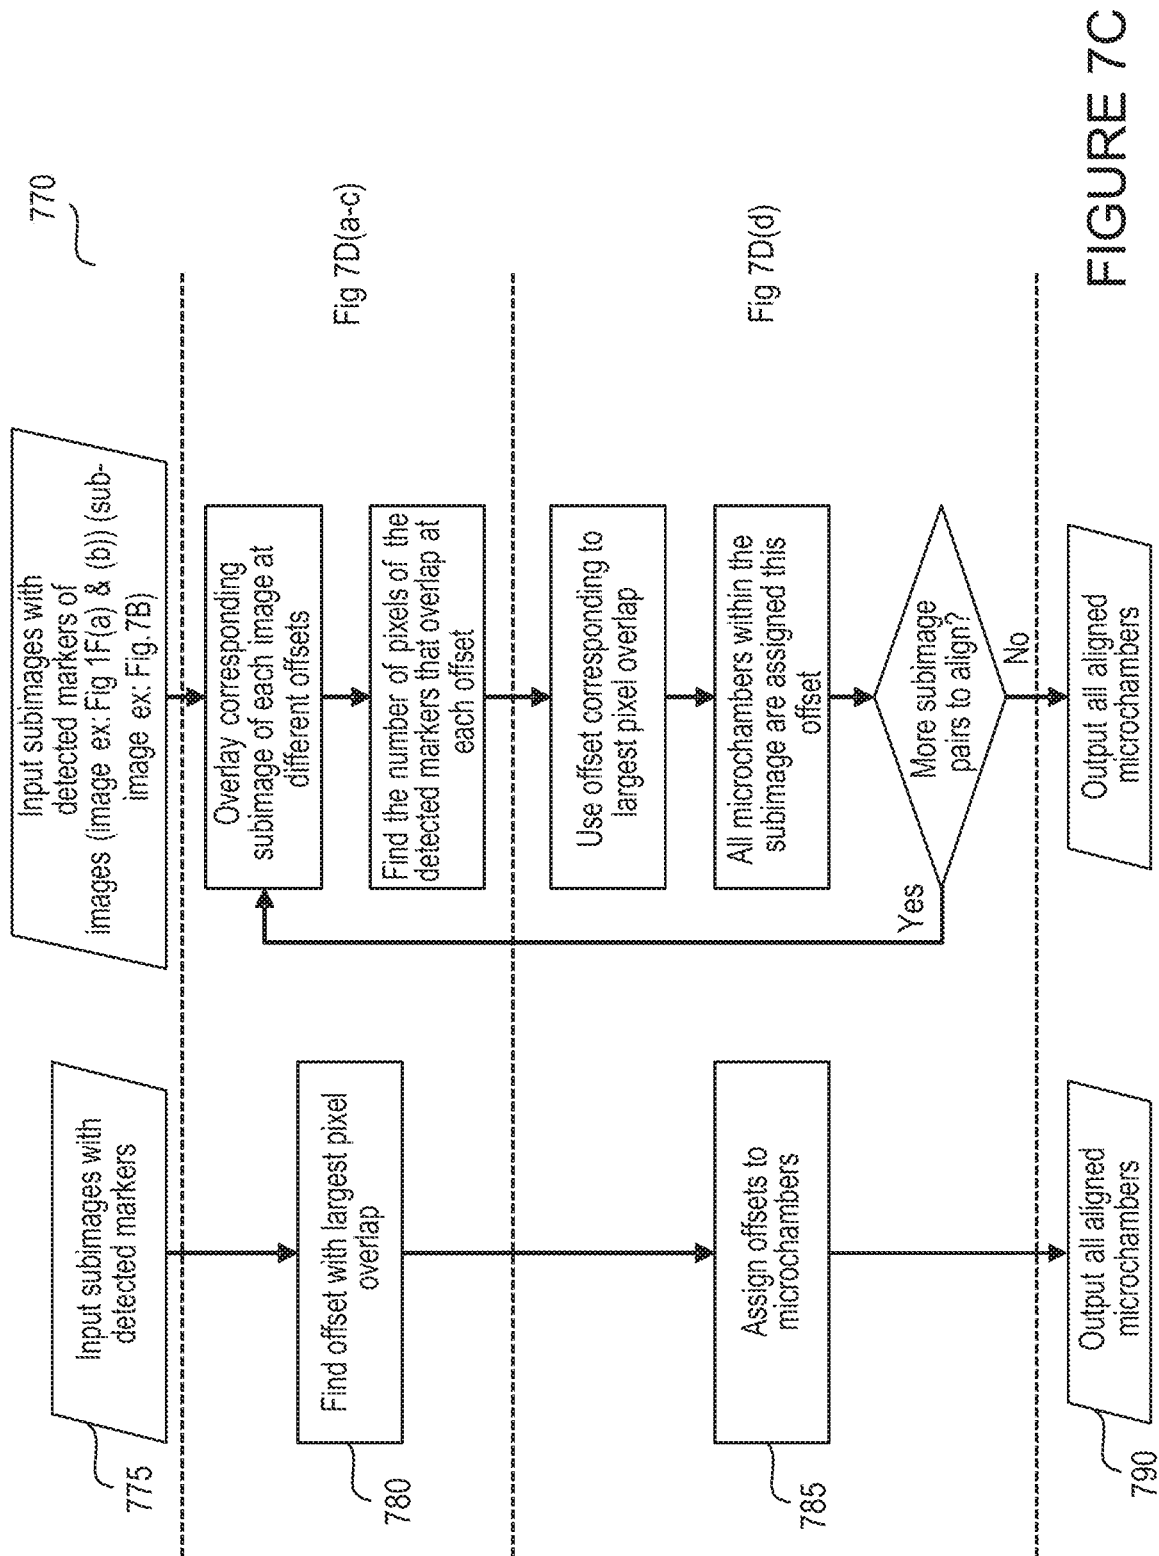 770
775
Input subimages with
detected markers
Input subimages with
detected markers of
images (image ex: Fig 1F(a) & (b)) (sub-
image ex: Fig. 7B)
780
Find offset with largest pixel
overlap
Overlay corresponding
subimage of each image at
different offsets
Find the number of pixels of the
detected markers that overlap at
each offset
Fig 7D(a-c)
785
Assign offsets to
microchambers
Use offset corresponding to
largest pixel overlap
All microchambers within the
subimage are assigned this
offset
Fig 7D(d)
Yes
More subimage
pairs to align?
No
790
Output all aligned
microchambers
Output all aligned
microchambers
FIGURE 7C